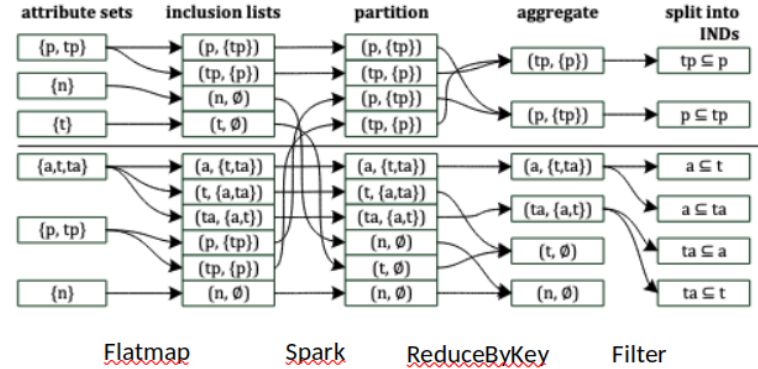 attribute sets inclusion lists partition aggregate split into INDs
{p, tp} (p, {tp}) (p, {tp}) (tp, {p}) tp ⊆ p
(tp, {p}) (tp, {p})
{n} (n, Ø) (p, {tp}) (p, {tp}) p ⊆ tp
{t} (t, Ø) (tp, {p})
{a,t,ta} (a, {t,ta}) (a, {t,ta}) (a, {t,ta}) a ⊆ t
(t, {a,ta}) (t, {a,ta}) (ta, {a,t}) a ⊆ ta
(ta, {a,t}) (ta, {a,t})
{p, tp} (p, {tp}) (n, Ø) (t, Ø) ta ⊆ a
(tp, {p}) (t, Ø)
{n} (n, Ø) (n, Ø) (n, Ø) ta ⊆ t
Flatmap Spark ReduceByKey Filter